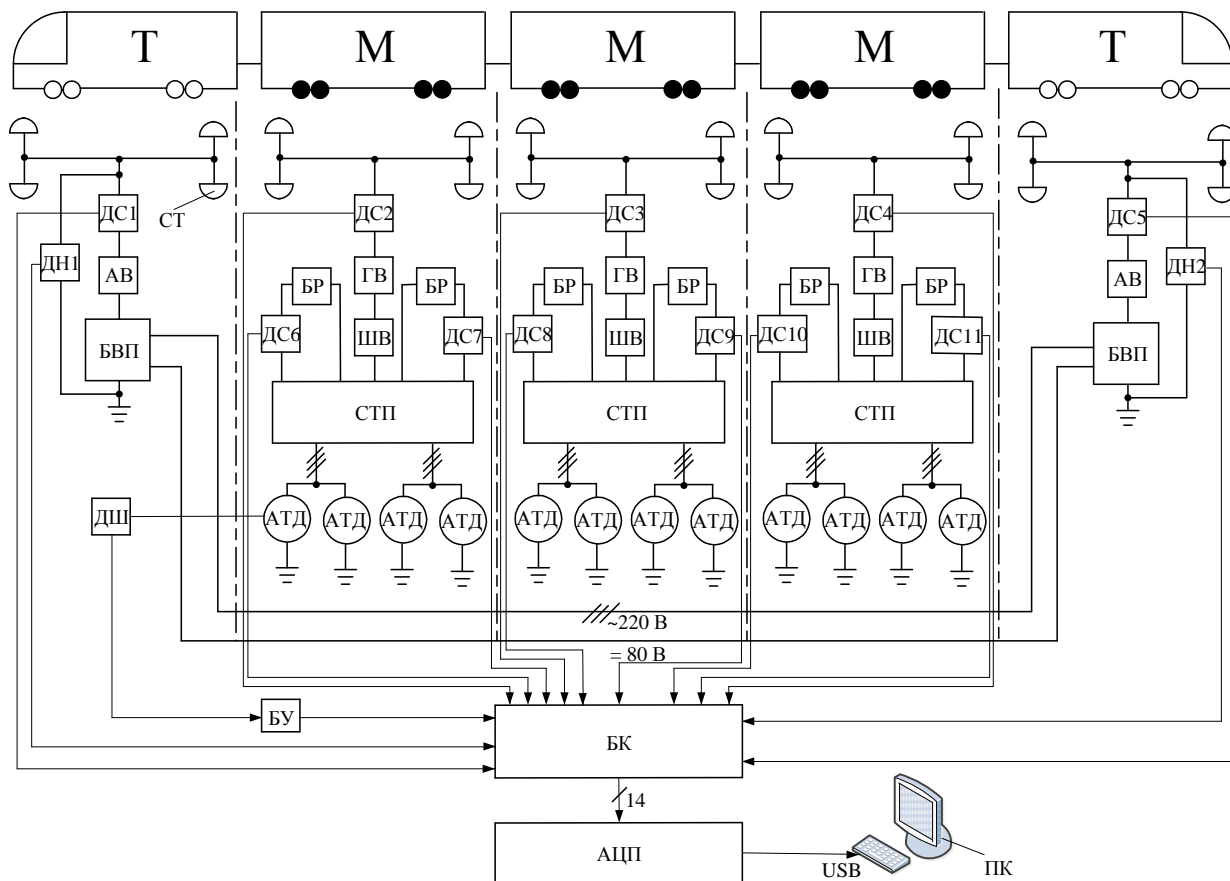 Т
М
М
М
Т
СТ
ДС1
ДС2
ДС3
ДС4
ДС5
ДН1
АВ
ГВ
ГВ
ГВ
АВ
ДН2
БР
БР
БР
БР
БР
БР
ДС6
ШВ
ДС7
ДС8
ШВ
ДС9
ДС10
ШВ
ДС11
БВП
БВП
СТП
СТП
СТП
ДШ
АТД
АТД
АТД
АТД
АТД
АТД
АТД
АТД
АТД
АТД
АТД
АТД
~220 В
= 80 В
БУ
БК
14
АЦП
USB
ПК